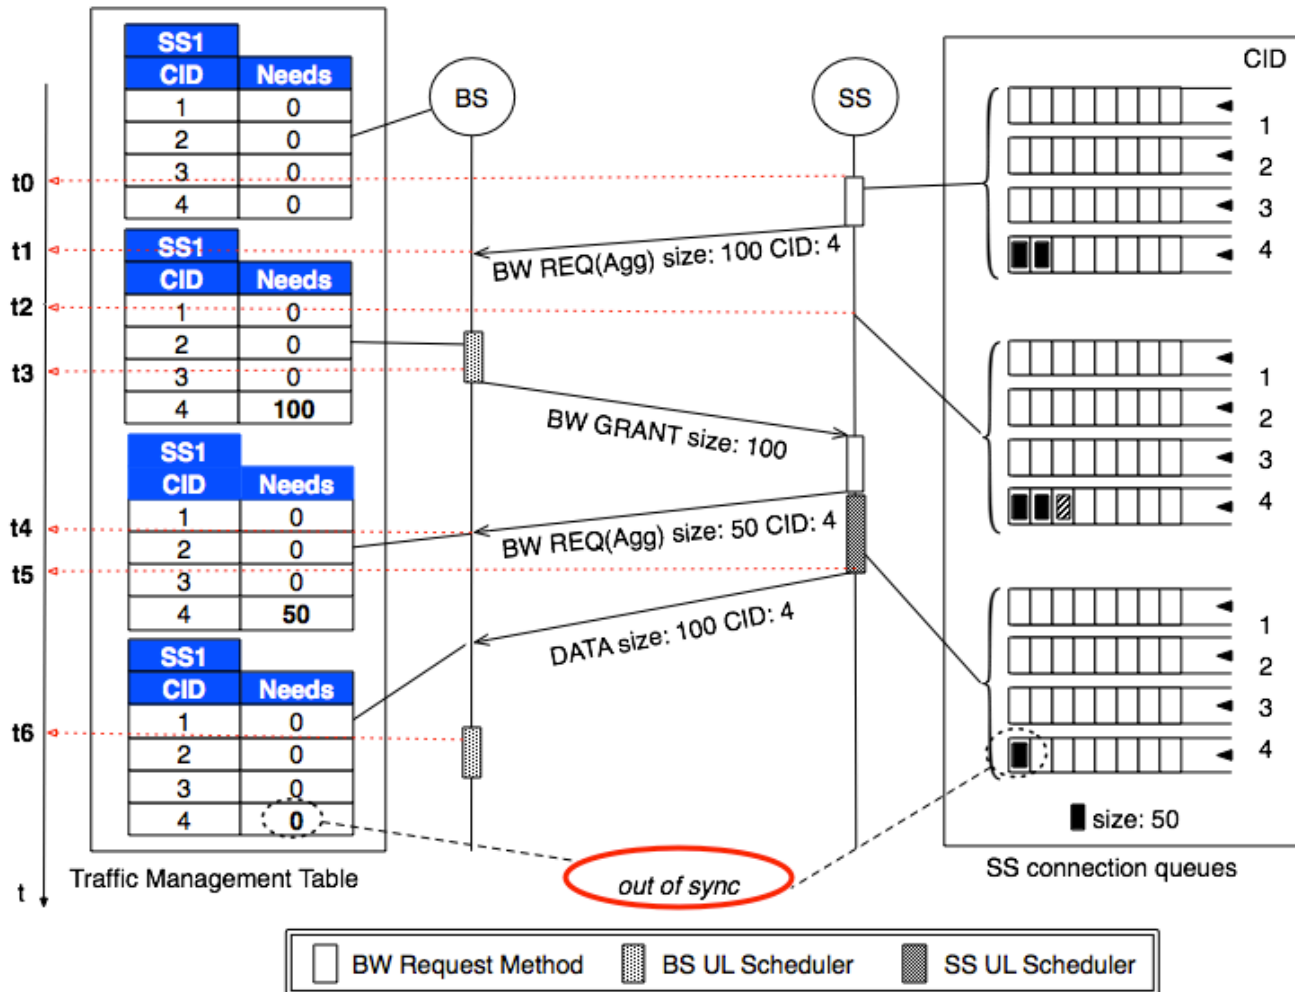 SS1
CID Needs
1 0
2 0
3 0
4 0
SS1
CID Needs
1 0
2 0
3 0
4 100
SS1
CID Needs
1 0
2 0
3 0
4 50
SS1
CID Needs
1 0
2 0
3 0
4 0
Traffic Management Table
t0
t1
t2
t3
t4
t5
t6
t
BS
SS
BW REQ(Agg) size: 100 CID: 4
BW GRANT size: 100
BW REQ(Agg) size: 50 CID: 4
DATA size: 100 CID: 4
out of sync
CID
1
2
3
4
1
2
3
4
1
2
3
4
size: 50
SS connection queues
BW Request Method
BS UL Scheduler
SS UL Scheduler